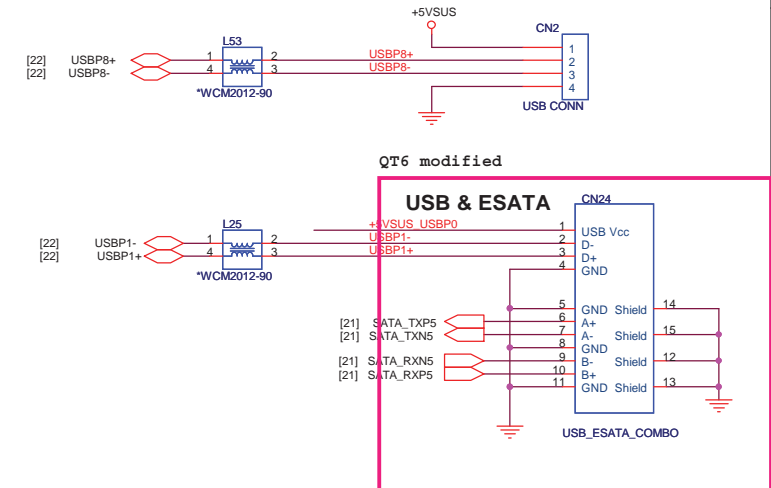 +5VSUS
CN2
L53
[22] USBP8+ 1 2 USBP8+ 1
[22] USBP8- 4 3 USBP8- 2
3
4
*WCM2012-90
USB CONN
QT6 modified
USB & ESATA
CN24
L25
+5VSUS_USBP0 1 USB Vcc
[22] USBP1- 1 2 USBP1- 2 D-
[22] USBP1+ 4 3 USBP1+ 3 D+
4 GND
*WCM2012-90
5 GND Shield 14
[21] SATA_TXP5 6 A+
[21] SATA_TXN5 7 A- Shield 15
8 GND
[21] SATA_RXN5 9 B- Shield 12
[21] SATA_RXP5 10 B+
11 GND Shield 13
USB_ESATA_COMBO